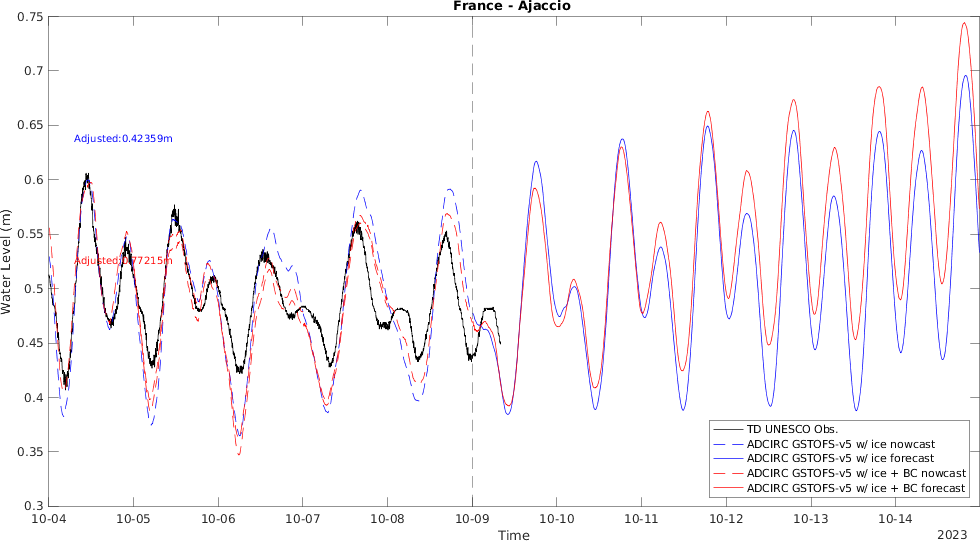 France - Ajaccio
0.75
0.7
0.65
0.6
0.55
0.5
0.45
0.4
0.35
0.3
Water Level (m)
Adjusted:0.42359m
Adjusted:0.77215m
TD UNESCO Obs.
ADCIRC GSTOFS-v5 w/ ice nowcast
ADCIRC GSTOFS-v5 w/ ice forecast
ADCIRC GSTOFS-v5 w/ ice + BC nowcast
ADCIRC GSTOFS-v5 w/ ice + BC forecast
10-04 10-05 10-06 10-07 10-08 10-09 10-10 10-11 10-12 10-13 10-14
Time
2023